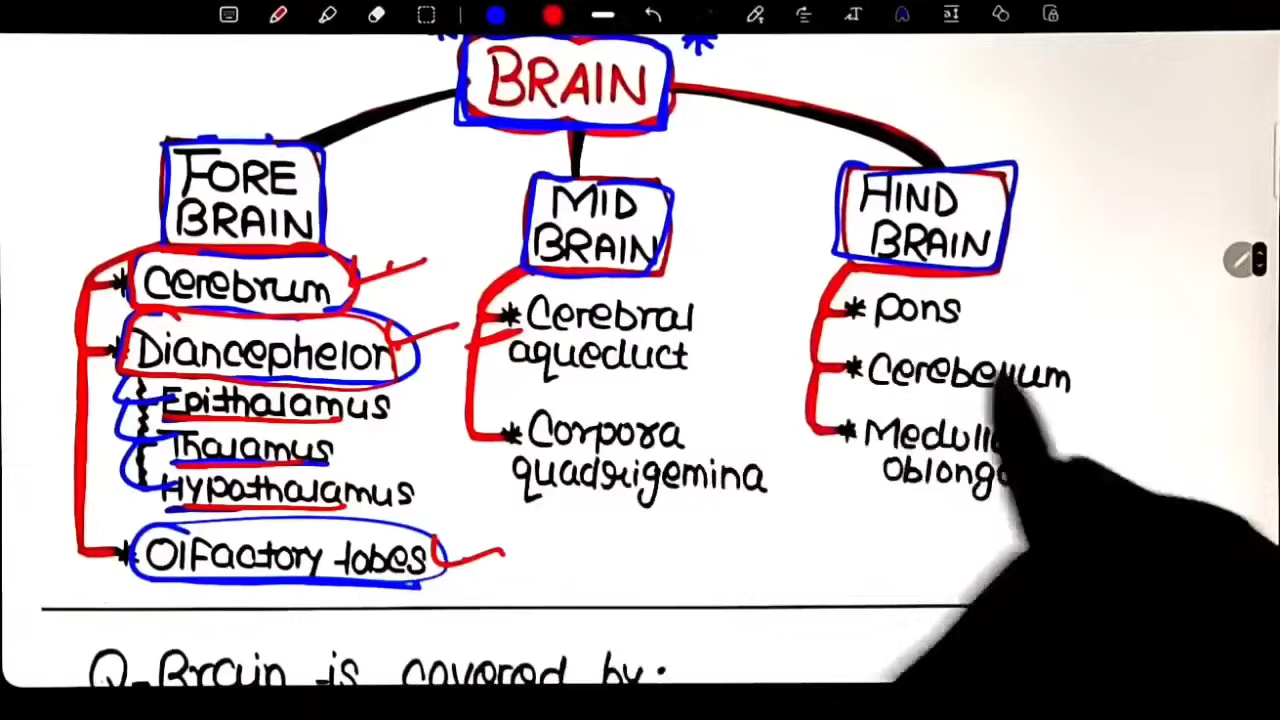 BRAIN
FORE
BRAIN
* Cerebrum
* Diancephelon
Epithalamus
Thalamus
Hypothalamus
* Olfactory lobes
MID
BRAIN
* Cerebral
aqueduct
* Corpora
quadrigemina
HIND
BRAIN
* Pons
* Cerebellum
*
Q-Brain is covered by: